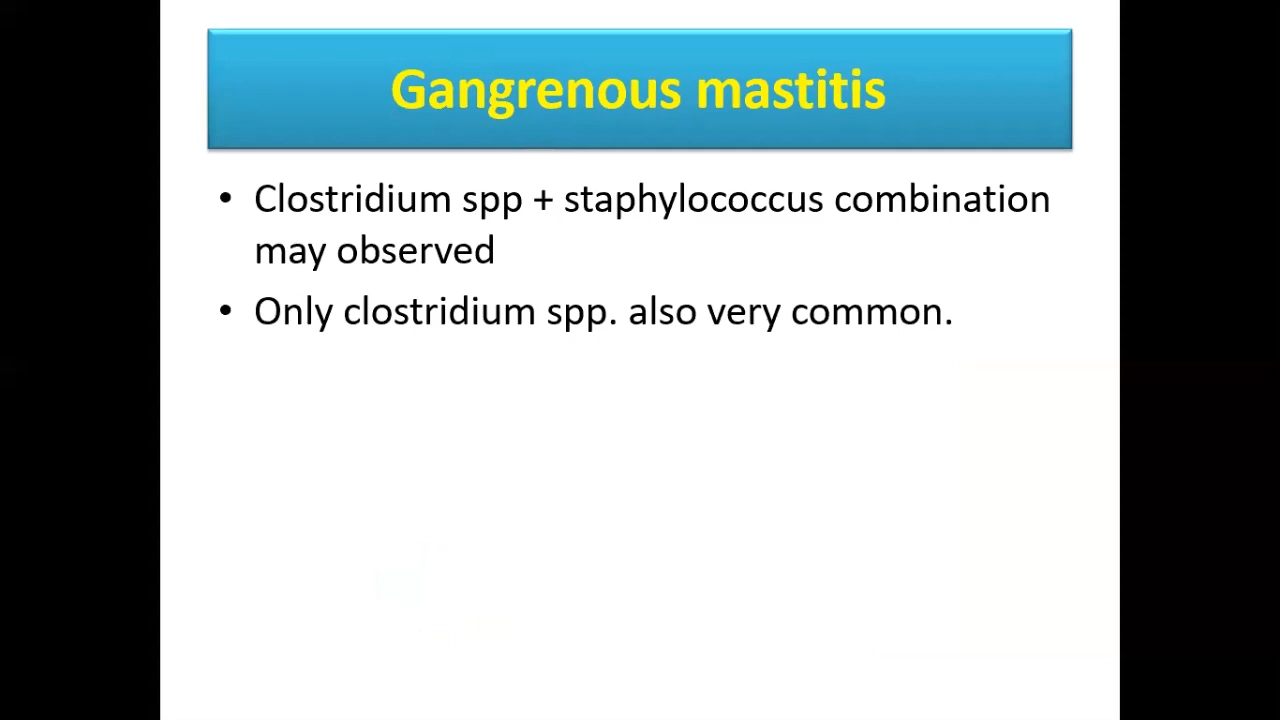 Gangrenous mastitis
• Clostridium spp + staphylococcus combination
may observed
• Only clostridium spp. also very common.